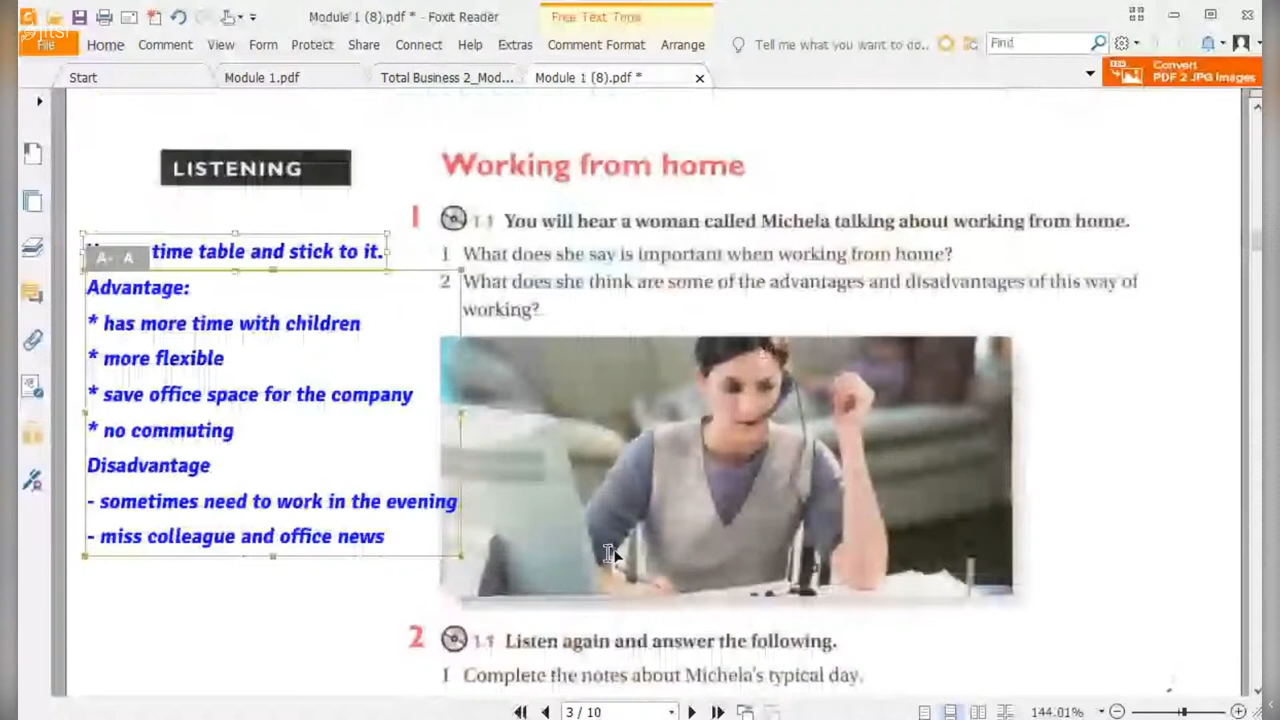 Module 1 (8).pdf * - Foxit Reader
Free Text Tools
jitsi
File Home Comment View Form Protect Share Connect Help Extras Comment Format Arrange Tell me what you want to do.. Find
Start Module 1.pdf Total Business 2_Mod... Module 1 (8).pdf *
Convert
PDF 2 JPG Images
LISTENING
time table and stick to it.
A- A
Advantage:
* has more time with children
* more flexible
* save office space for the company
* no commuting
Disadvantage
- sometimes need to work in the evening
- miss colleague and office news
Working from home
1 1.1 You will hear a woman called Michela talking about working from home.
1 What does she say is important when working from home?
2 What does she think are some of the advantages and disadvantages of this way of
working?
2 1.1 Listen again and answer the following.
1 Complete the notes about Michela's typical day.
3 / 10
144.01%